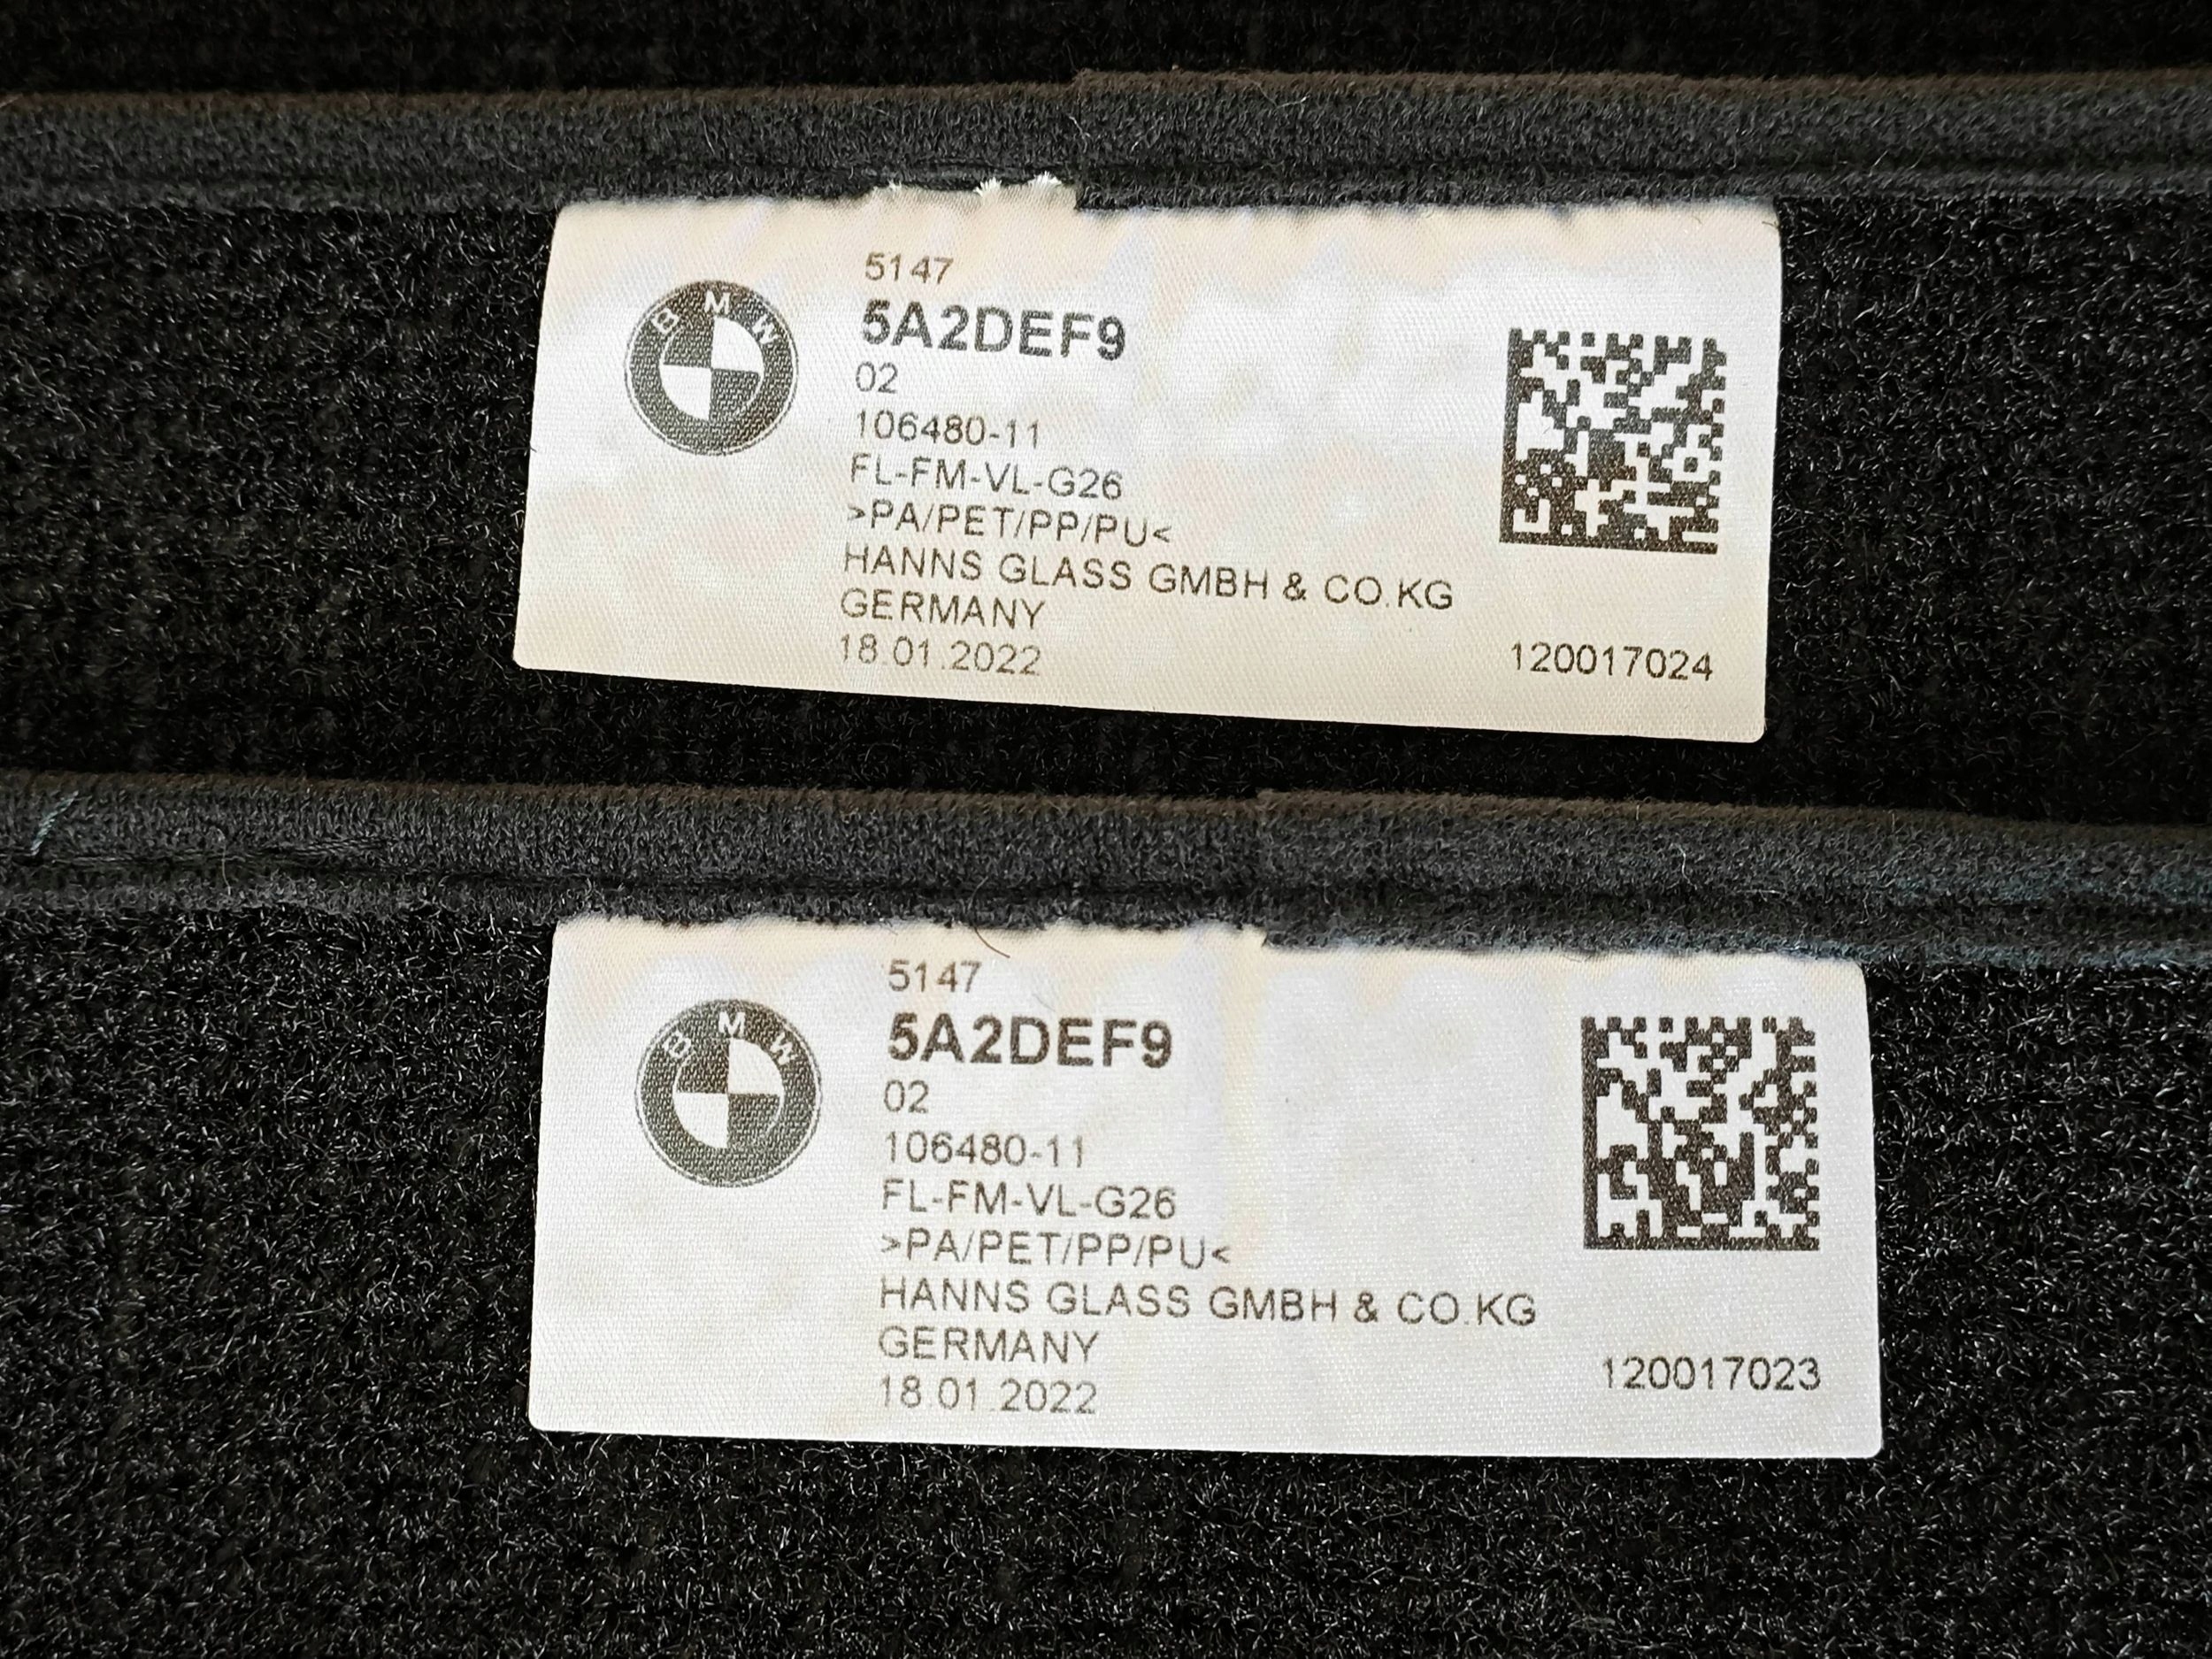 5147
BMW
5A2DEF9
02
106480-11
FL-FM-VL-G26
>PA/PET/PP/PU<
HANNS GLASS GMBH & CO.KG
GERMANY
18.01.2022
120017024
5147
BMW
5A2DEF9
02
106480-11
FL-FM-VL-G26
>PA/PET/PP/PU<
HANNS GLASS GMBH & CO.KG
GERMANY
18.01.2022
120017023